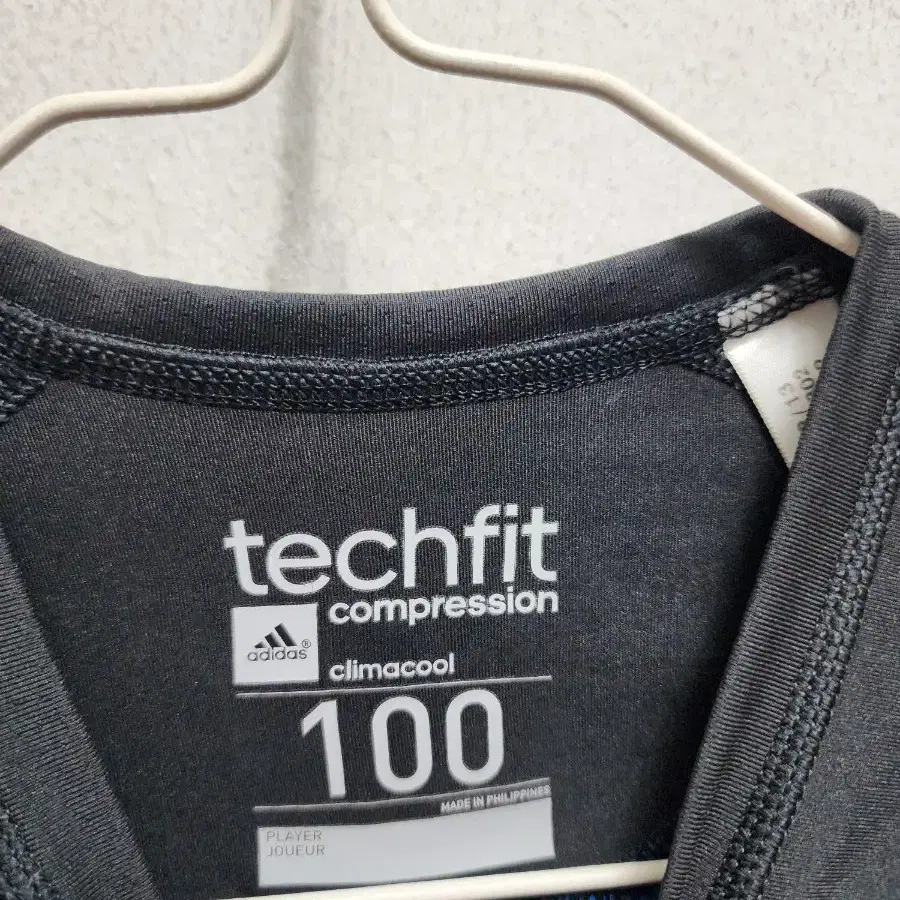 techfit
compression
adidas®
climacool
100
MADE IN PHILIPPINES
PLAYER
JOUEUR